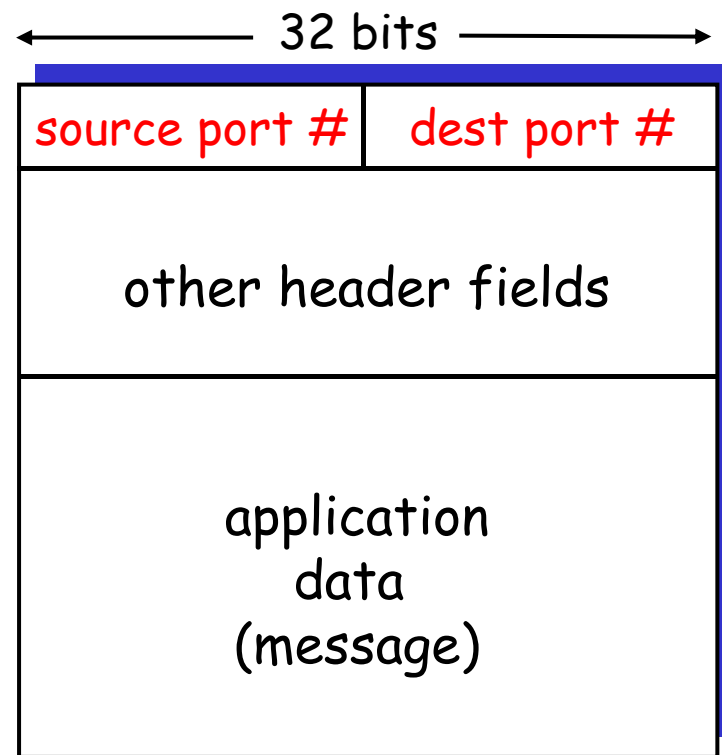 32 bits
source port # dest port #
other header fields
application
data
(message)